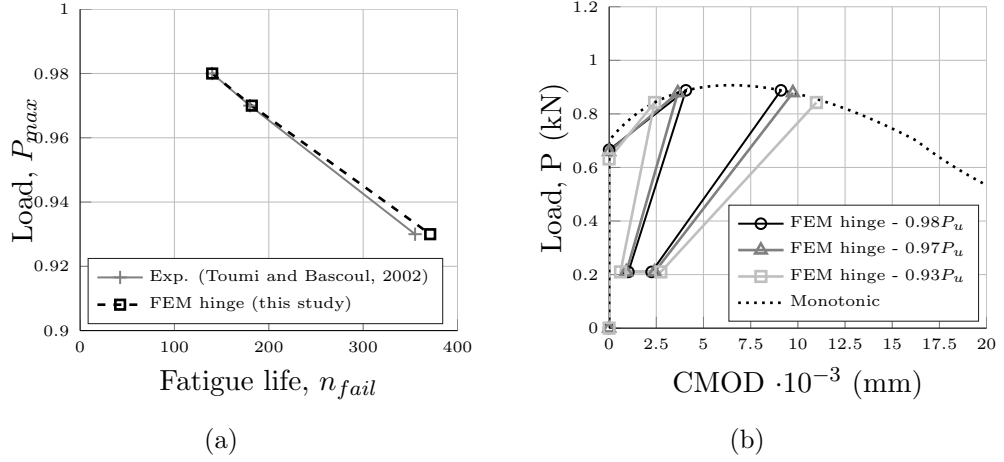 1
0.98
0.96
0.94
0.92
0.9
0
100
200
300
400
Load, P_max
Fatigue life, n_fail
Exp. (Toumi and Bascoul, 2002)
FEM hinge (this study)
(a)
1.2
1
0.8
0.6
0.4
0.2
0
0
2.5
5
7.5
10
12.5
15
17.5
20
Load, P (kN)
CMOD ·10⁻³ (mm)
FEM hinge - 0.98P_u
FEM hinge - 0.97P_u
FEM hinge - 0.93P_u
Monotonic
(b)